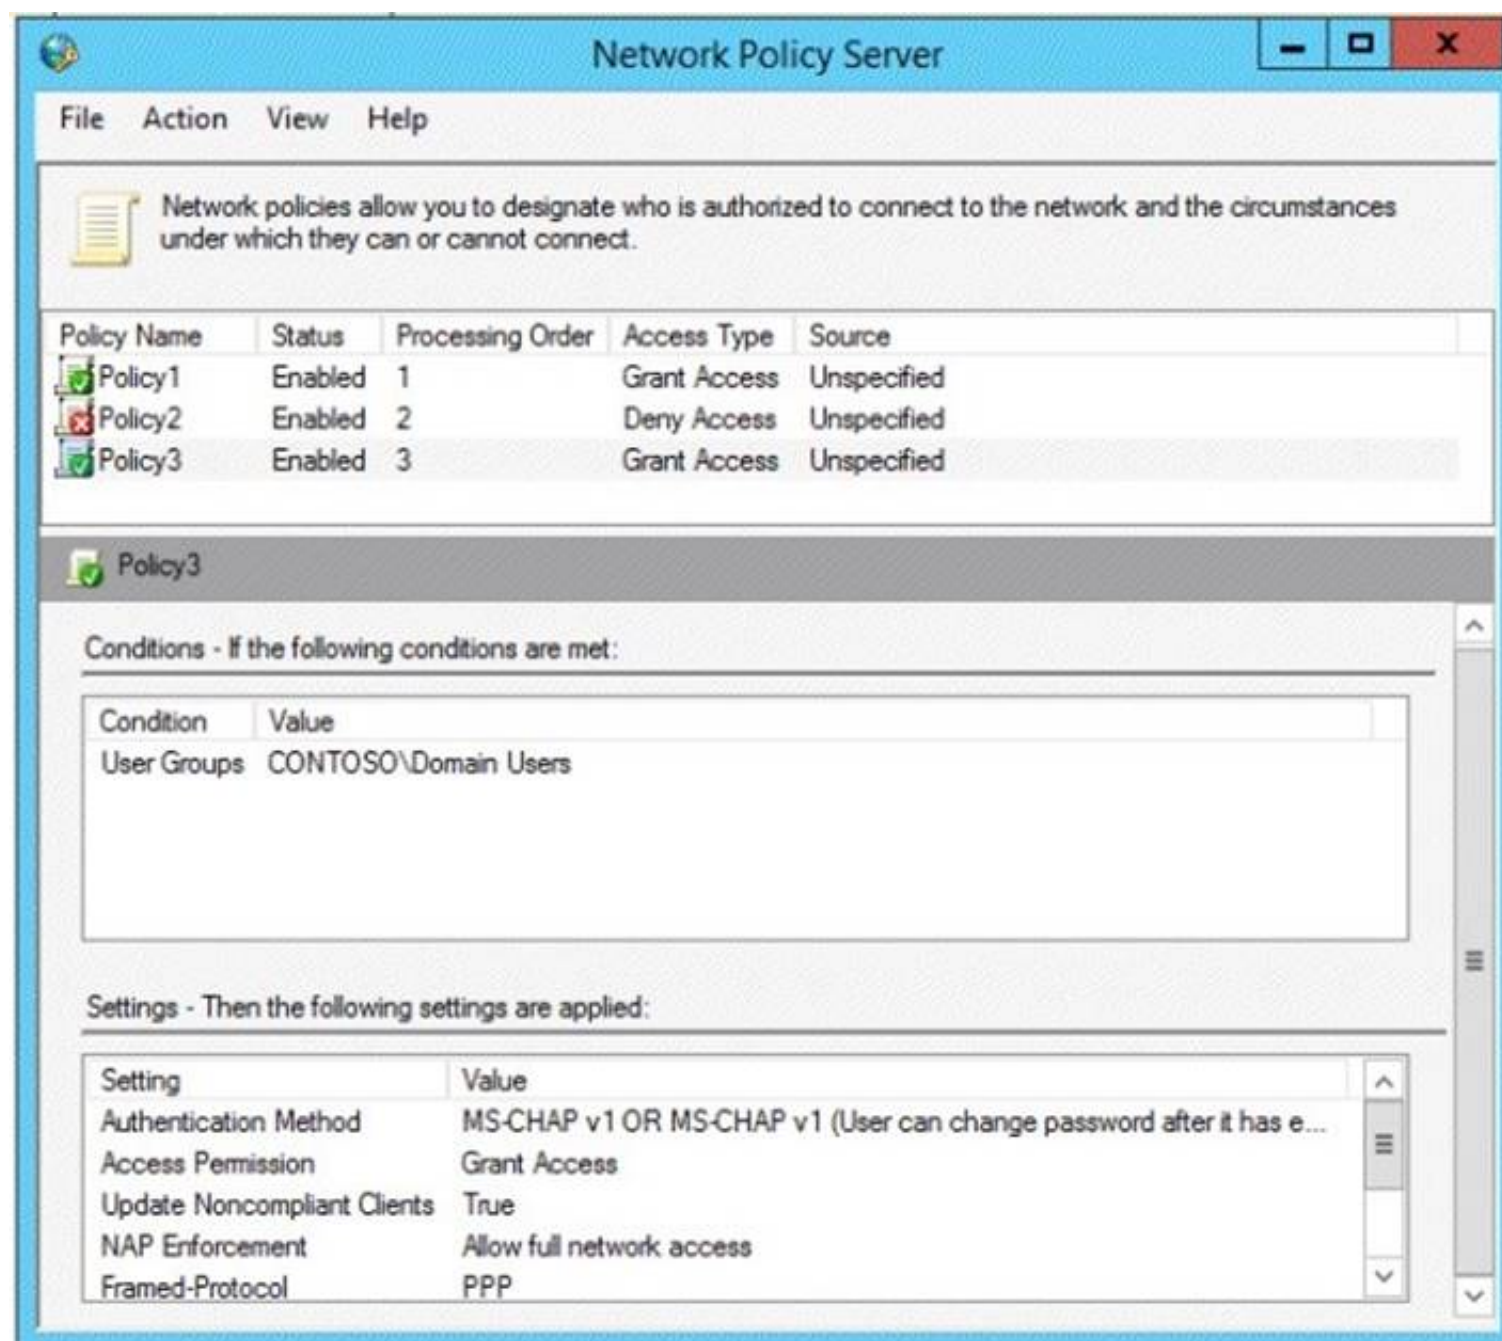 Network Policy Server
File Action View Help
Network policies allow you to designate who is authorized to connect to the network and the circumstances
under which they can or cannot connect.
Policy Name Status Processing Order Access Type Source
Policy1 Enabled 1 Grant Access Unspecified
Policy2 Enabled 2 Deny Access Unspecified
Policy3 Enabled 3 Grant Access Unspecified
Policy3
Conditions - If the following conditions are met:
Condition Value
User Groups CONTOSO\Domain Users
Settings - Then the following settings are applied:
Setting Value
Authentication Method MS-CHAP v1 OR MS-CHAP v1 (User can change password after it has e...
Access Permission Grant Access
Update Noncompliant Clients True
NAP Enforcement Allow full network access
Framed-Protocol PPP